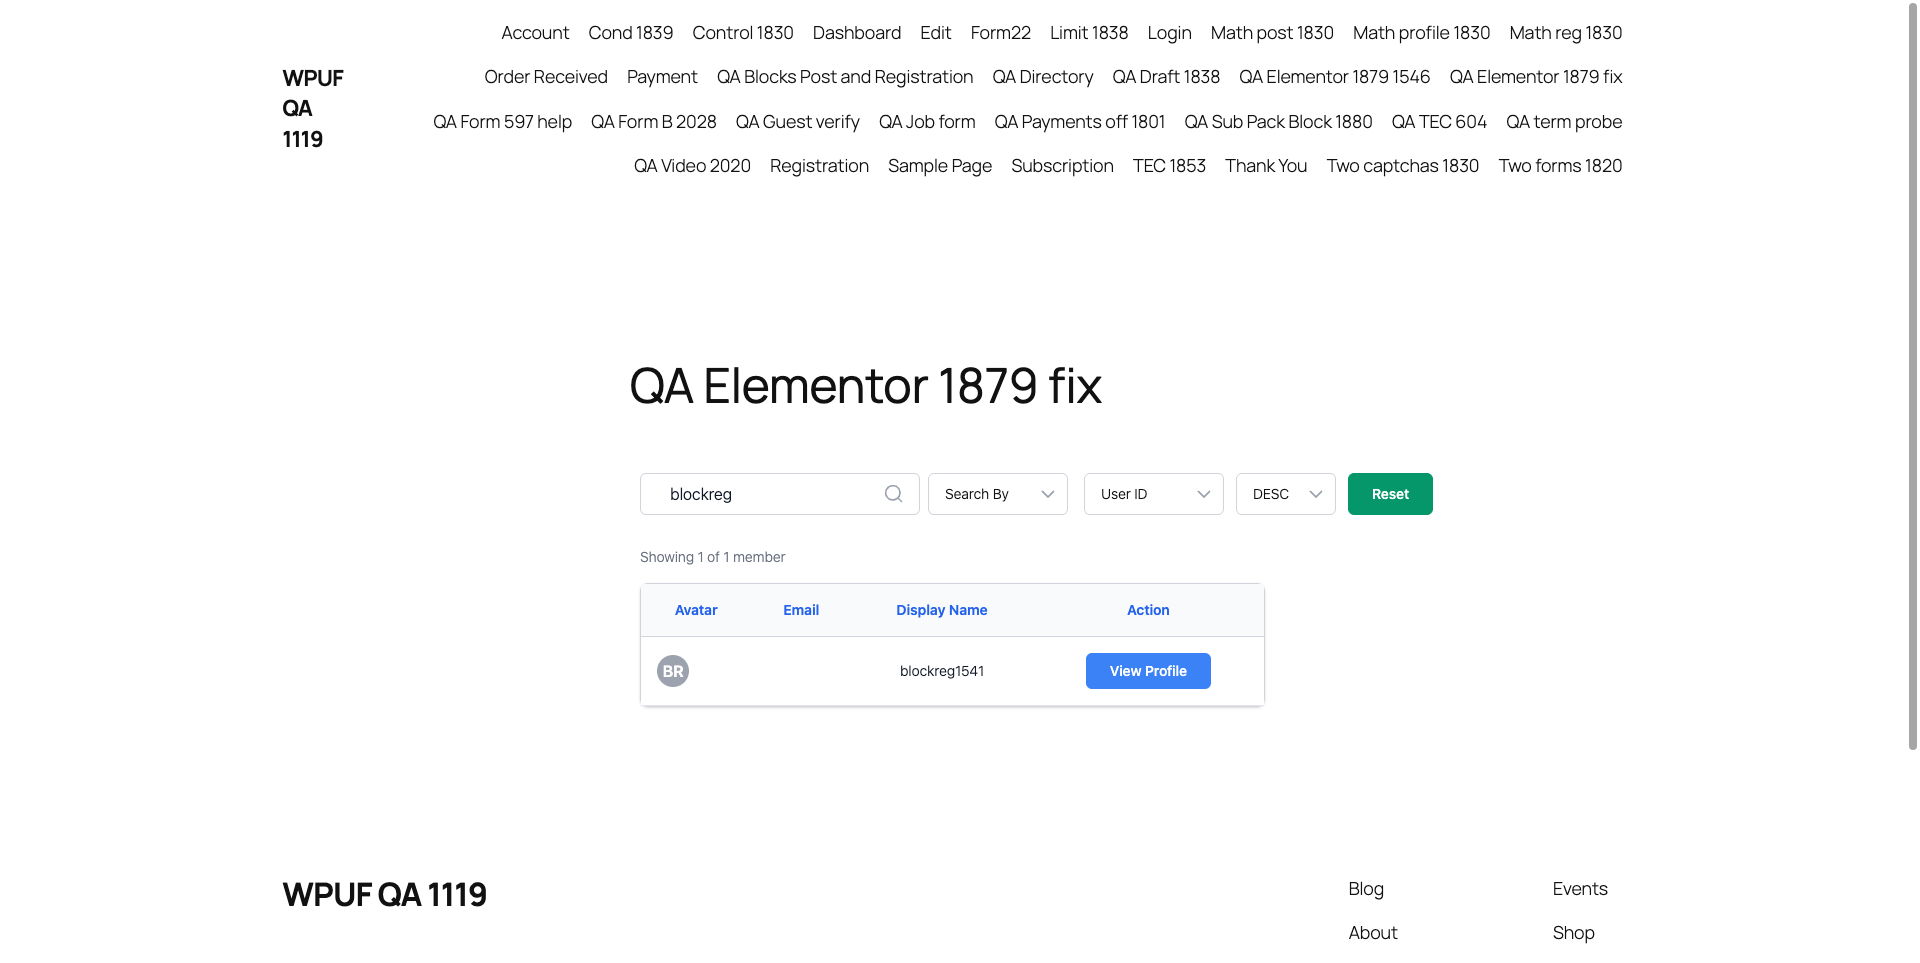 Account Cond 1839 Control 1830 Dashboard Edit Form22 Limit 1838 Login Math post 1830 Math profile 1830 Math reg 1830
WPUF
QA
1119
Order Received Payment QA Blocks Post and Registration QA Directory QA Draft 1838 QA Elementor 1879 1546 QA Elementor 1879 fix
QA Form 597 help QA Form B 2028 QA Guest verify QA Job form QA Payments off 1801 QA Sub Pack Block 1880 QA TEC 604 QA term probe
QA Video 2020 Registration Sample Page Subscription TEC 1853 Thank You Two captchas 1830 Two forms 1820
QA Elementor 1879 fix
blockreg Search By User ID DESC Reset
Showing 1 of 1 member
Avatar Email Display Name Action
BR blockreg1541 View Profile
WPUF QA 1119
Blog Events
About Shop